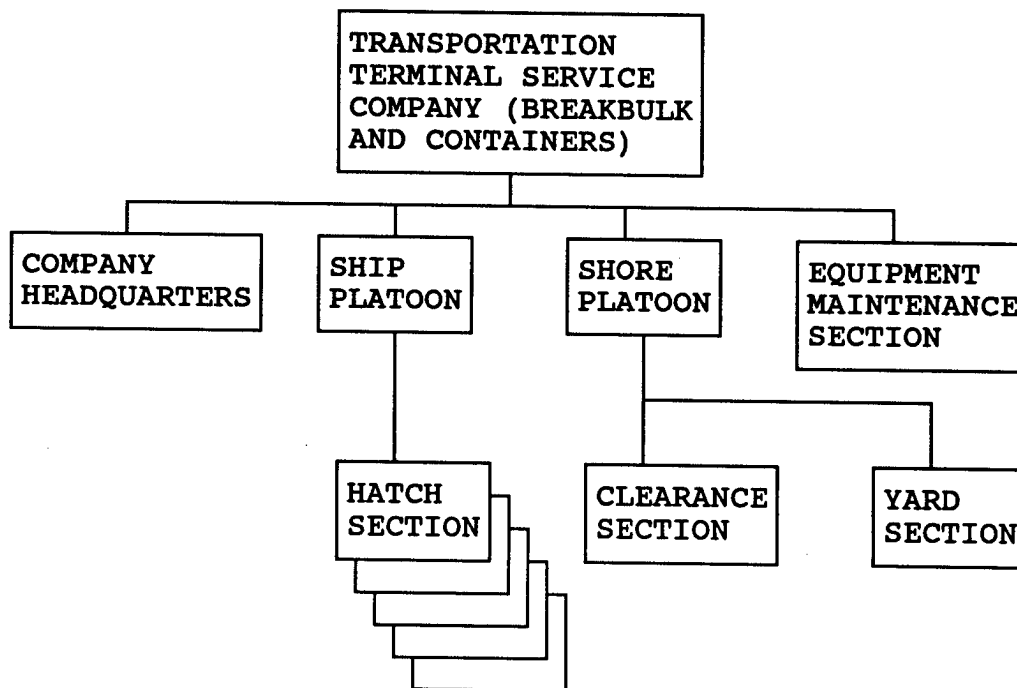 TRANSPORTATION
TERMINAL SERVICE
COMPANY (BREAKBULK
AND CONTAINERS)
COMPANY
HEADQUARTERS
SHIP
PLATOON
SHORE
PLATOON
EQUIPMENT
MAINTENANCE
SECTION
HATCH
SECTION
CLEARANCE
SECTION
YARD
SECTION